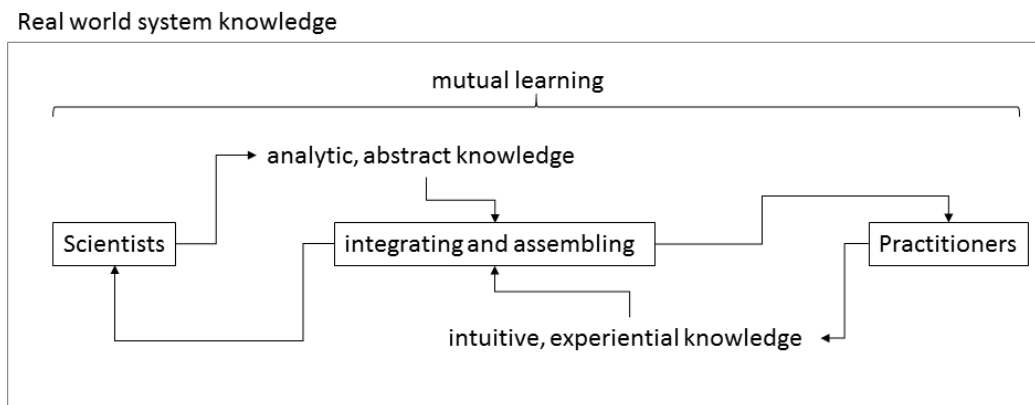 Real world system knowledge
mutual learning
analytic, abstract knowledge
Scientists
integrating and assembling
Practitioners
intuitive, experiential knowledge